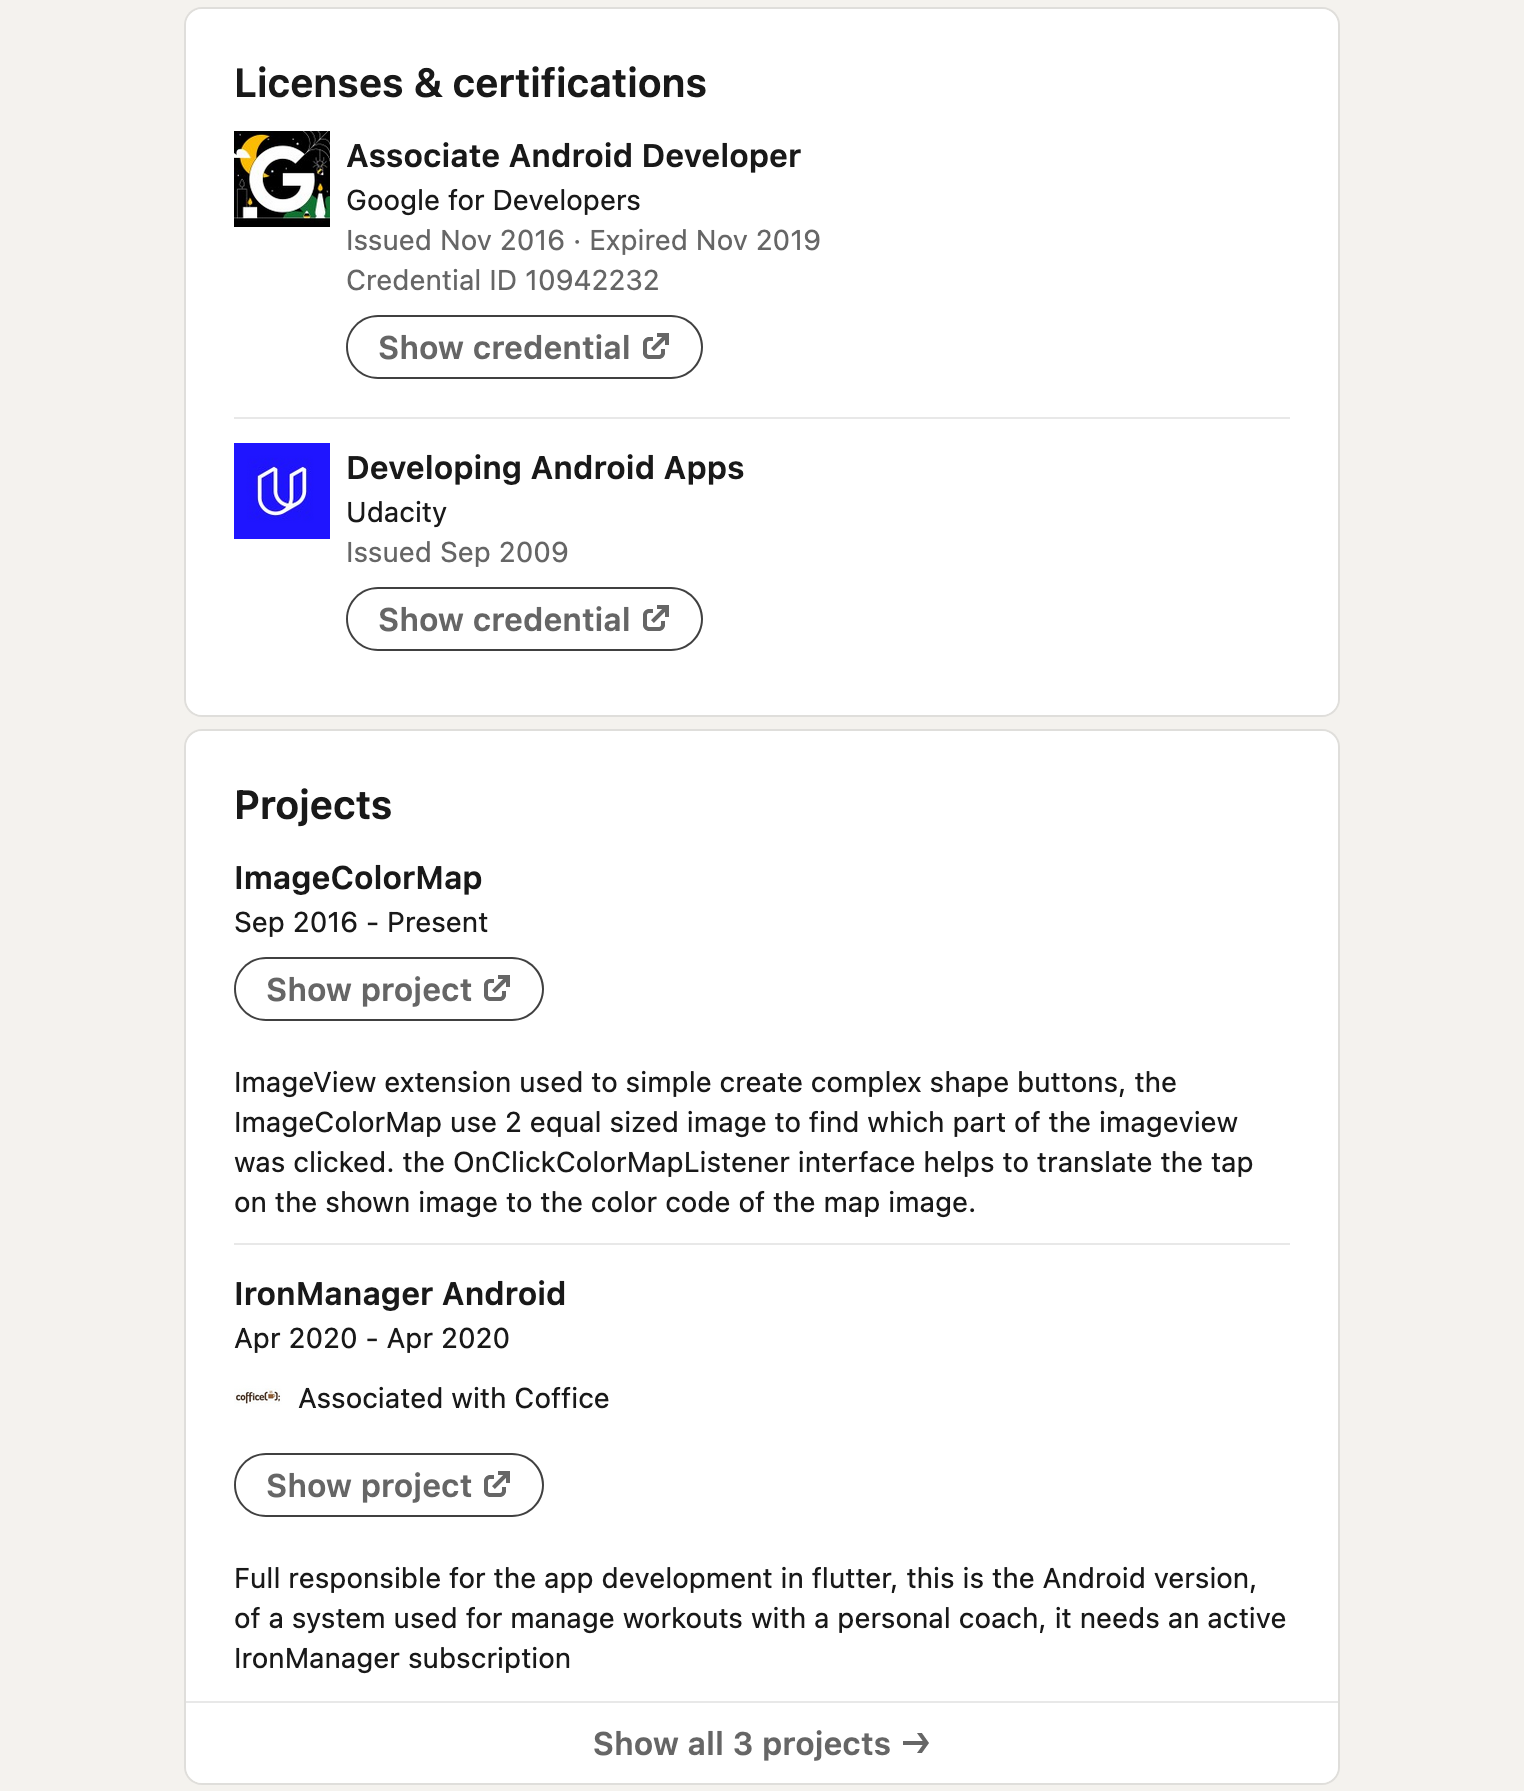 Licenses & certifications
G
Associate Android Developer
Google for Developers
Issued Nov 2016 · Expired Nov 2019
Credential ID 10942232
Show credential
Developing Android Apps
Udacity
Issued Sep 2009
Show credential
Projects
ImageColorMap
Sep 2016 - Present
Show project
ImageView extension used to simple create complex shape buttons, the
ImageColorMap use 2 equal sized image to find which part of the imageview
was clicked. the OnClickColorMapListener interface helps to translate the tap
on the shown image to the color code of the map image.
IronManager Android
Apr 2020 - Apr 2020
coffice( );
Associated with Coffice
Show project
Full responsible for the app development in flutter, this is the Android version,
of a system used for manage workouts with a personal coach, it needs an active
IronManager subscription
Show all 3 projects →